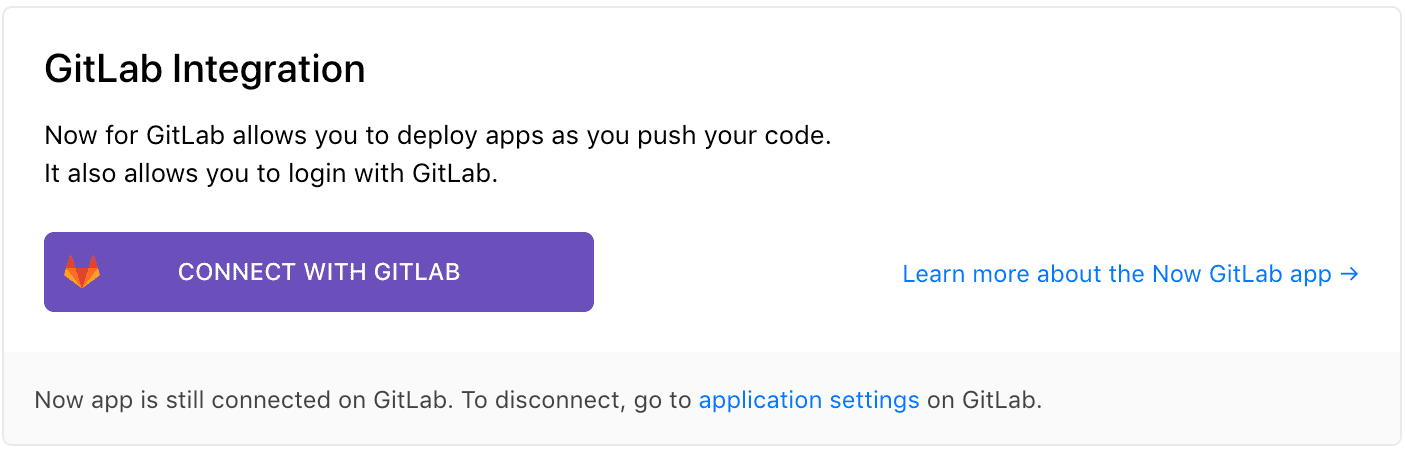 GitLab Integration
Now for GitLab allows you to deploy apps as you push your code.
It also allows you to login with GitLab.
CONNECT WITH GITLAB
Learn more about the Now GitLab app →
Now app is still connected on GitLab. To disconnect, go to application settings on GitLab.